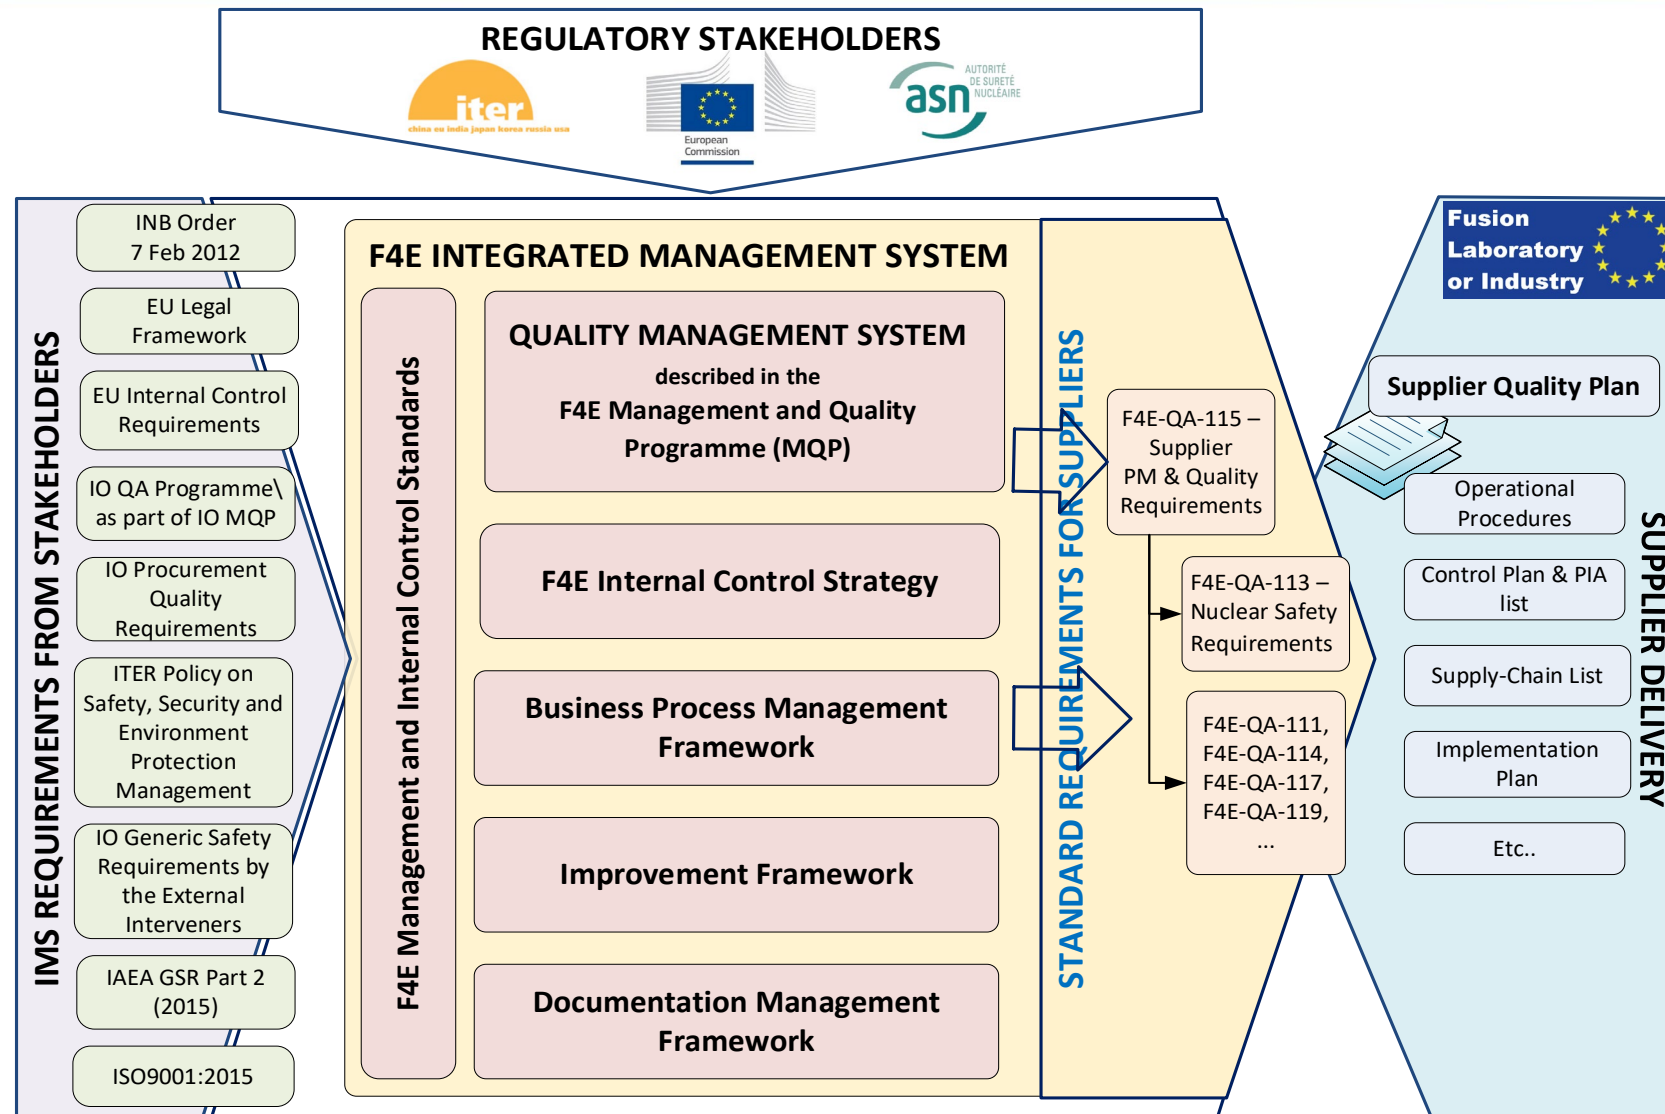 REGULATORY STAKEHOLDERS
iter
china eu india japan korea russia usa
European
Commission
asn
AUTORITÉ
DE SURETÉ
NUCLÉAIRE
IMS REQUIREMENTS FROM STAKEHOLDERS
INB Order
7 Feb 2012
EU Legal
Framework
EU Internal Control
Requirements
IO QA Programme\
as part of IO MQP
IO Procurement
Quality
Requirements
ITER Policy on
Safety, Security and
Environment
Protection
Management
IO Generic Safety
Requirements by
the External
Interveners
IAEA GSR Part 2
(2015)
ISO9001:2015
F4E INTEGRATED MANAGEMENT SYSTEM
F4E Management and Internal Control Standards
QUALITY MANAGEMENT SYSTEM
described in the
F4E Management and Quality
Programme (MQP)
F4E Internal Control Strategy
Business Process Management
Framework
Improvement Framework
Documentation Management
Framework
STANDARD REQUIREMENTS FOR SUPPLIERS
F4E-QA-115 –
Supplier
PM & Quality
Requirements
F4E-QA-113 –
Nuclear Safety
Requirements
F4E-QA-111,
F4E-QA-114,
F4E-QA-117,
F4E-QA-119,
...
Fusion
Laboratory
or Industry
Supplier Quality Plan
Operational
Procedures
Control Plan & PIA
list
Supply-Chain List
Implementation
Plan
Etc..
SUPPLIER DELIVERY